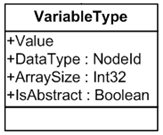 VariableType
+Value
+DataType : NodeId
+ArraySize : Int32
+IsAbstract : Boolean